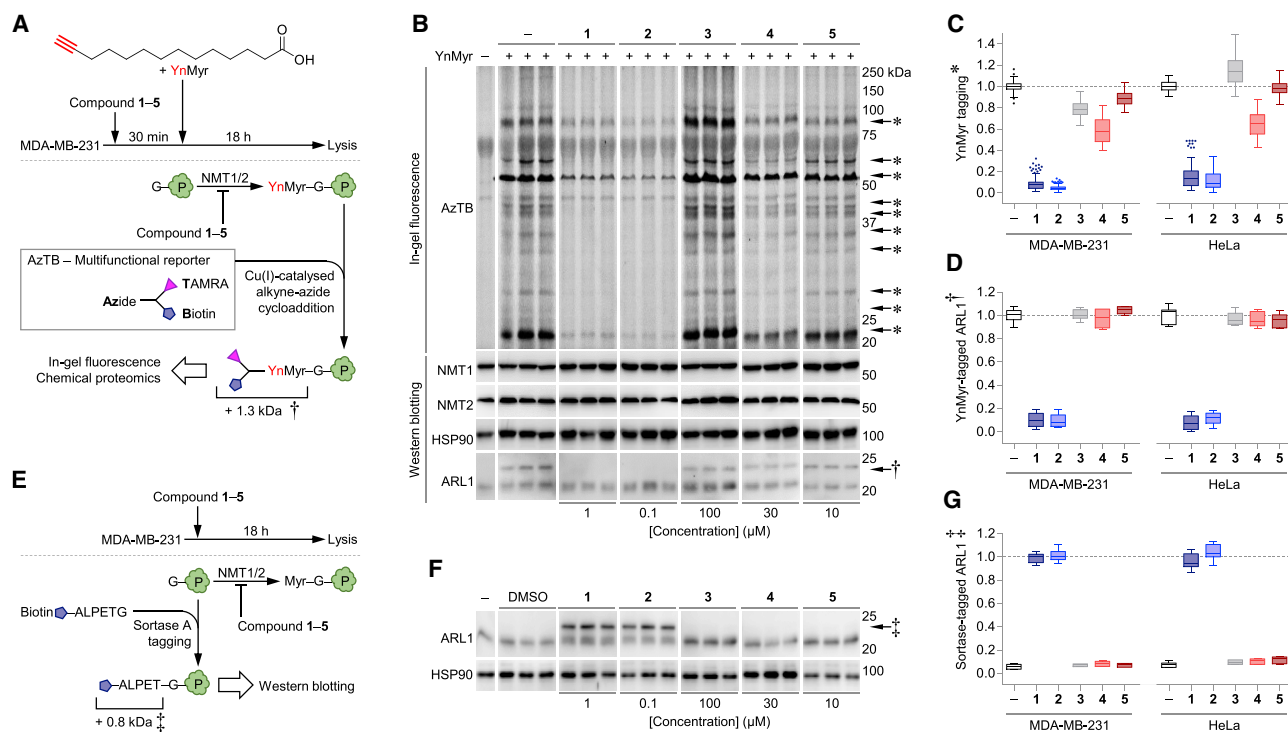 A
O
OH
+ YnMyr
Compound 1–5
30 min
18 h
MDA-MB-231
Lysis
G
P
NMT1/2
YnMyr–G
P
Compound 1–5
AzTB – Multifunctional reporter
TAMRA
Azide
Biotin
Cu(I)-catalysed
alkyne-azide
cycloaddition
In-gel fluorescence
Chemical proteomics
YnMyr–G
P
+ 1.3 kDa †
B
– 1 2 3 4 5
YnMyr – + + + + + + + + + + + + + + + + + +
In-gel fluorescence
AzTB
250 kDa
150
100
75
50
37
25
20
*
*
*
*
*
*
*
*
*
*
Western blotting
NMT1
50
NMT2
50
HSP90
100
ARL1
25
†
20
1 0.1 100 30 10
[Concentration] (µM)
C
YnMyr tagging*
1.4
1.2
1.0
0.8
0.6
0.4
0.2
0.0
– 1 2 3 4 5 – 1 2 3 4 5
MDA-MB-231 HeLa
D
YnMyr-tagged ARL1†
1.2
1.0
0.8
0.6
0.4
0.2
0.0
– 1 2 3 4 5 – 1 2 3 4 5
MDA-MB-231 HeLa
E
Compound 1–5
18 h
MDA-MB-231
Lysis
G
P
NMT1/2
Myr–G
P
Biotin
–ALPETG
Sortase A
tagging
Compound 1–5
–ALPET–G
P
Western blotting
+ 0.8 kDa ‡
F
– DMSO 1 2 3 4 5
ARL1
25
‡
20
HSP90
100
1 0.1 100 30 10
[Concentration] (µM)
G
Sortase-tagged ARL1‡
1.2
1.0
0.8
0.6
0.4
0.2
0.0
– 1 2 3 4 5 – 1 2 3 4 5
MDA-MB-231 HeLa